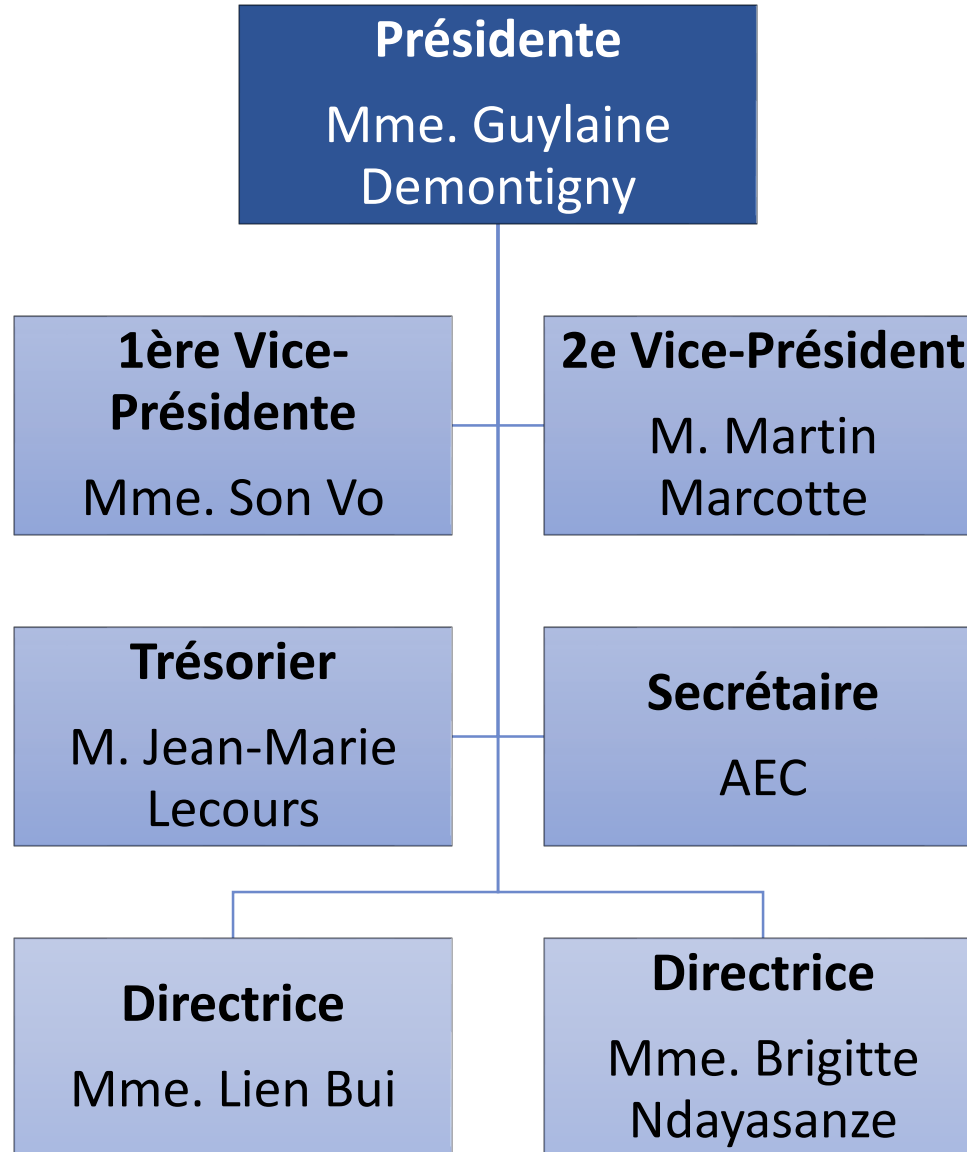 Présidente
Mme. Guylaine
Demontigny
1ère Vice-
Présidente
Mme. Son Vo
2e Vice-Président
M. Martin
Marcotte
Trésorier
M. Jean-Marie
Lecours
Secrétaire
AEC
Directrice
Mme. Lien Bui
Directrice
Mme. Brigitte
Ndayasanze